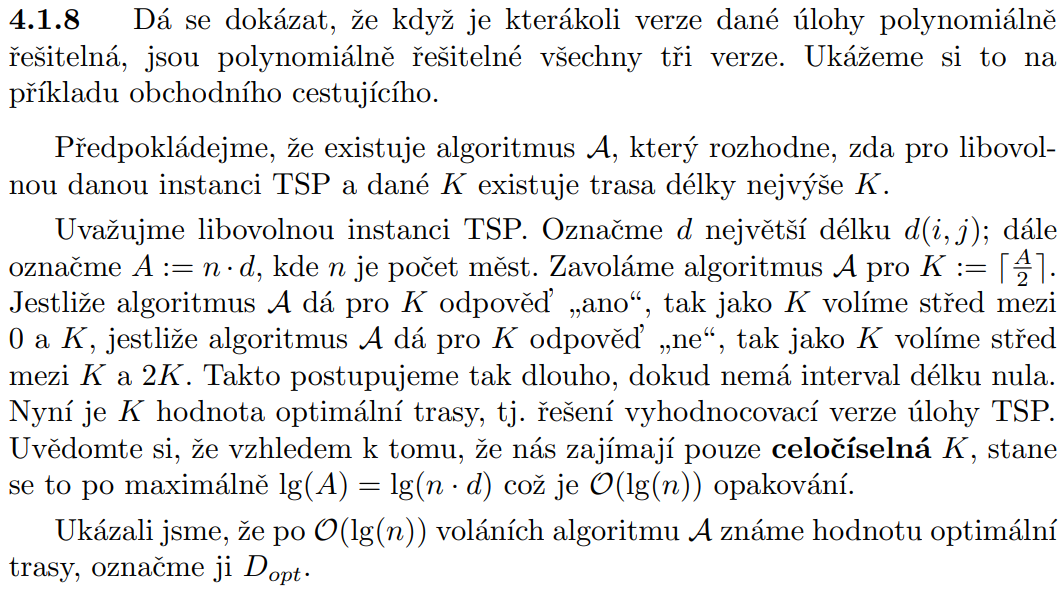 4.1.8 Dá se dokázat, že když je kterákoli verze dané úlohy polynomiálně
řešitelná, jsou polynomiálně řešitelné všechny tři verze. Ukážeme si to na
příkladu obchodního cestujícího.
Předpokládejme, že existuje algoritmus 𝒜, který rozhodne, zda pro libovol-
nou danou instanci TSP a dané K existuje trasa délky nejvýše K.
Uvažujme libovolnou instanci TSP. Označme d největší délku d(i, j); dále
označme A := n · d, kde n je počet měst. Zavoláme algoritmus 𝒜 pro K := ⌈A/2⌉.
Jestliže algoritmus 𝒜 dá pro K odpověď „ano“, tak jako K volíme střed mezi
0 a K, jestliže algoritmus 𝒜 dá pro K odpověď „ne“, tak jako K volíme střed
mezi K a 2K. Takto postupujeme tak dlouho, dokud nemá interval délku nula.
Nyní je K hodnota optimální trasy, tj. řešení vyhodnocovací verze úlohy TSP.
Uvědomte si, že vzhledem k tomu, že nás zajímají pouze celočíselná K, stane
se to po maximálně lg(A) = lg(n · d) což je 𝒪(lg(n)) opakování.
Ukázali jsme, že po 𝒪(lg(n)) voláních algoritmu 𝒜 známe hodnotu optimální
trasy, označme ji D_opt.